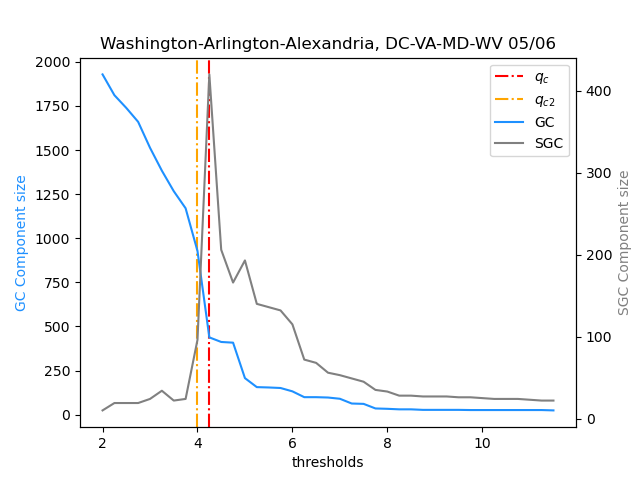 Washington-Arlington-Alexandria, DC-VA-MD-WV 05/06
GC Component size
2000
1750
1500
1250
1000
750
500
250
0
q_c
q_c2
GC
SGC
400
300
200
100
0
SGC Component size
2 4 6 8 10
thresholds